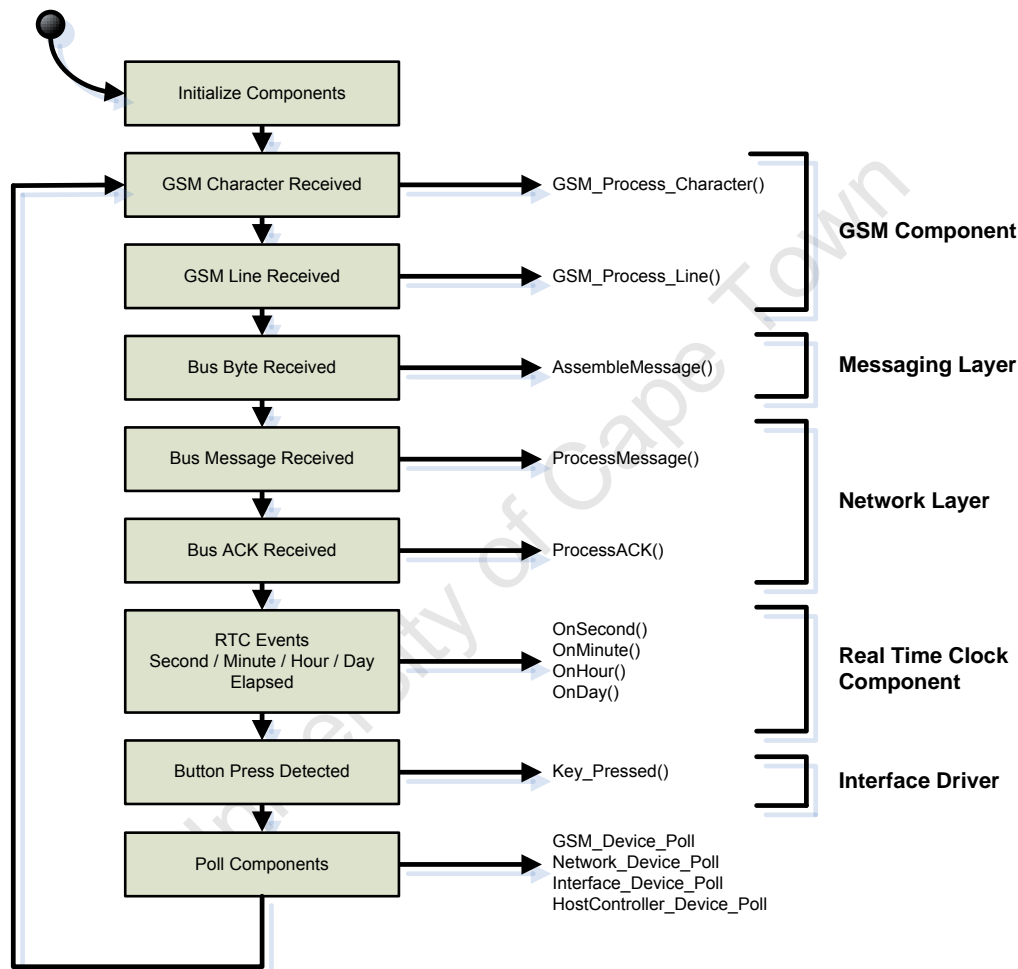 Initialize Components
GSM Character Received
GSM_Process_Character()
GSM Component
GSM Line Received
GSM_Process_Line()
Bus Byte Received
AssembleMessage()
Messaging Layer
Bus Message Received
ProcessMessage()
Network Layer
Bus ACK Received
ProcessACK()
RTC Events
Second / Minute / Hour / Day
Elapsed
OnSecond()
OnMinute()
OnHour()
OnDay()
Real Time Clock
Component
Button Press Detected
Key_Pressed()
Interface Driver
Poll Components
GSM_Device_Poll
Network_Device_Poll
Interface_Device_Poll
HostController_Device_Poll
University of Cape Town